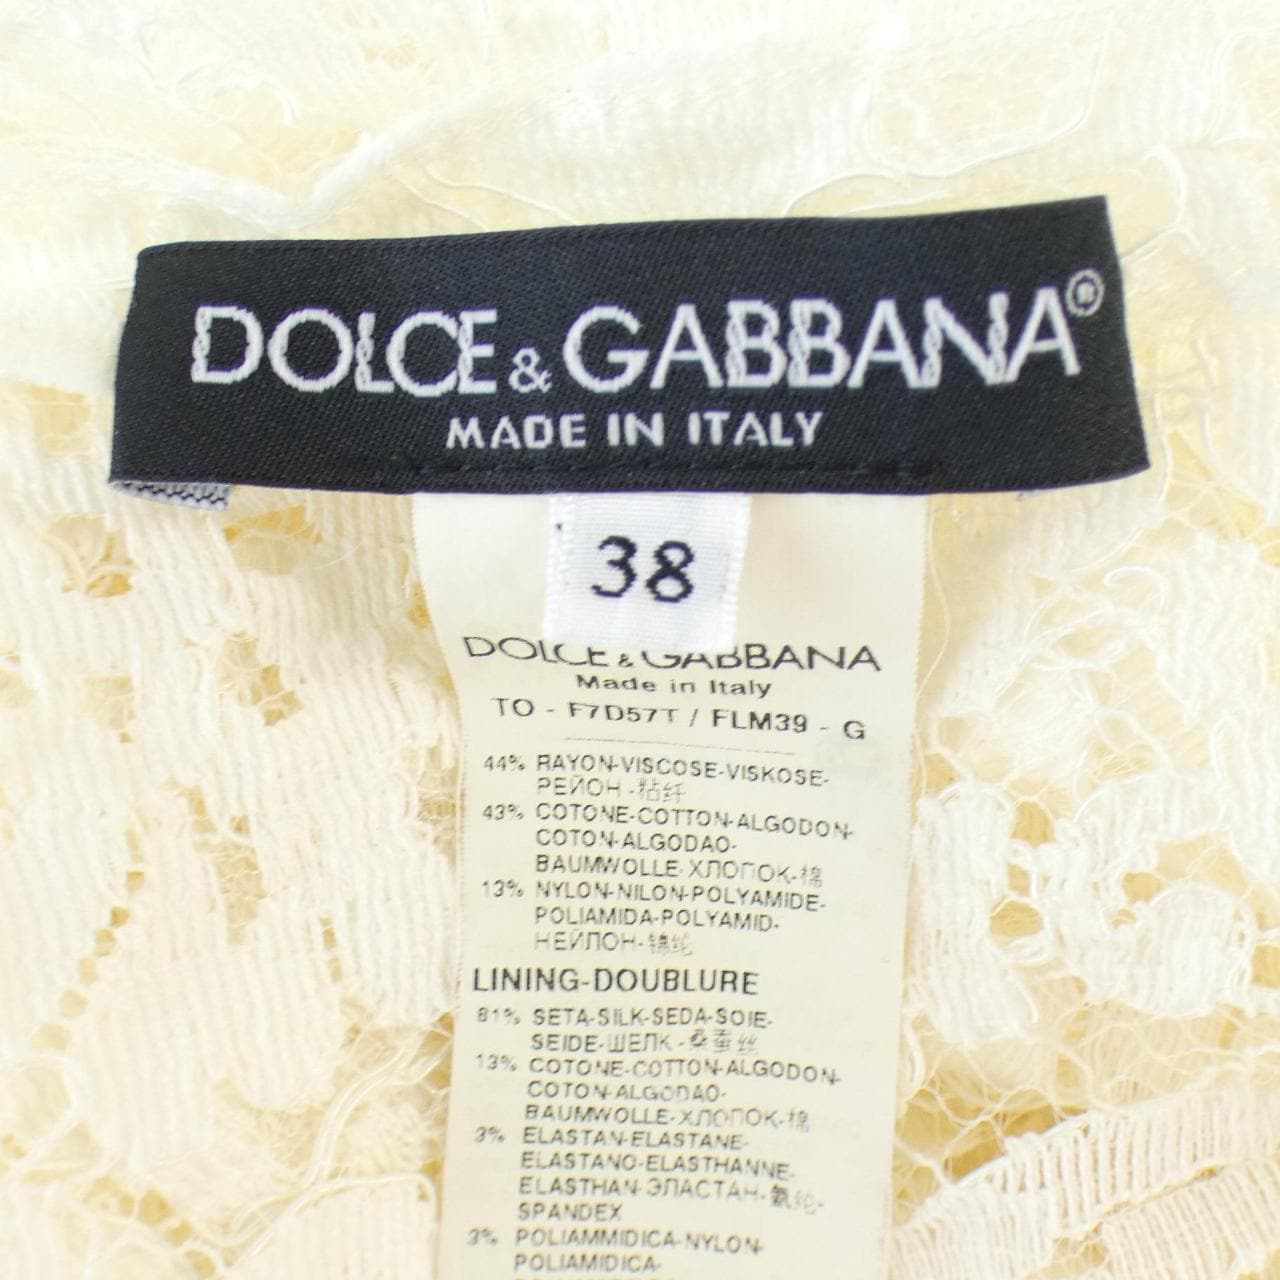 DOLCE & GABBANA®
MADE IN ITALY
38
DOLCE & GABBANA
Made in Italy
TO - F7D57T / FLM39 - G
44% RAYON-VISCOSE-VISKOSE-
РЕЙОН -粘纤
43% COTONE-COTTON-ALGODON-
COTON-ALGODAO-
BAUMWOLLE-ХЛОПОК-棉
13% NYLON-NILON-POLYAMIDE-
POLIAMIDA-POLYAMID-
НЕЙЛОН-锦纶
LINING-DOUBLURE
81% SETA-SILK-SEDA-SOIE-
SEIDE-ШЕЛК -桑蚕丝
13% COTONE-COTTON-ALGODON-
COTON-ALGODAO-
BAUMWOLLE-ХЛОПОК-棉
3% ELASTAN-ELASTANE-
ELASTANO-ELASTHANNE-
ELASTHAN-ЭЛАСТАН-氨纶-
SPANDEX
3% POLIAMMIDICA-NYLON-
POLIAMIDICA-